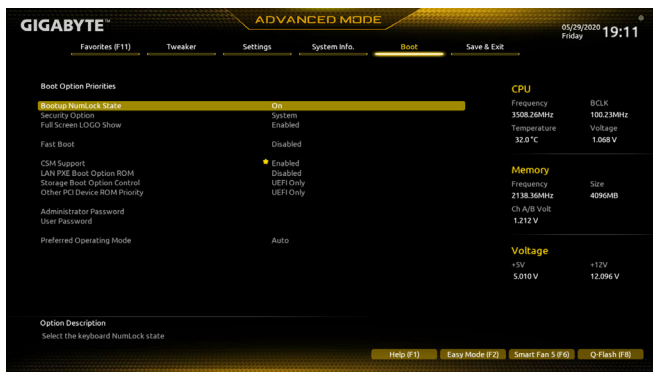 GIGABYTE™
ADVANCED MODE
05/29/2020 Friday 19:11
Favorites (F11) Tweaker Settings System Info. Boot Save & Exit
Boot Option Priorities
Bootup NumLock State On
Security Option System
Full Screen LOGO Show Enabled
Fast Boot Disabled
CSM Support Enabled
LAN PXE Boot Option ROM Disabled
Storage Boot Option Control UEFI Only
Other PCI Device ROM Priority UEFI Only
Administrator Password
User Password
Preferred Operating Mode Auto
CPU
Frequency BCLK
3508.26MHz 100.23MHz
Temperature Voltage
32.0 °C 1.068 V
Memory
Frequency Size
2138.36MHz 4096MB
Ch A/B Volt
1.212 V
Voltage
+5V +12V
5.010 V 12.096 V
Option Description
Select the keyboard NumLock state
Help (F1) Easy Mode (F2) Smart Fan 5 (F6) Q-Flash (F8)